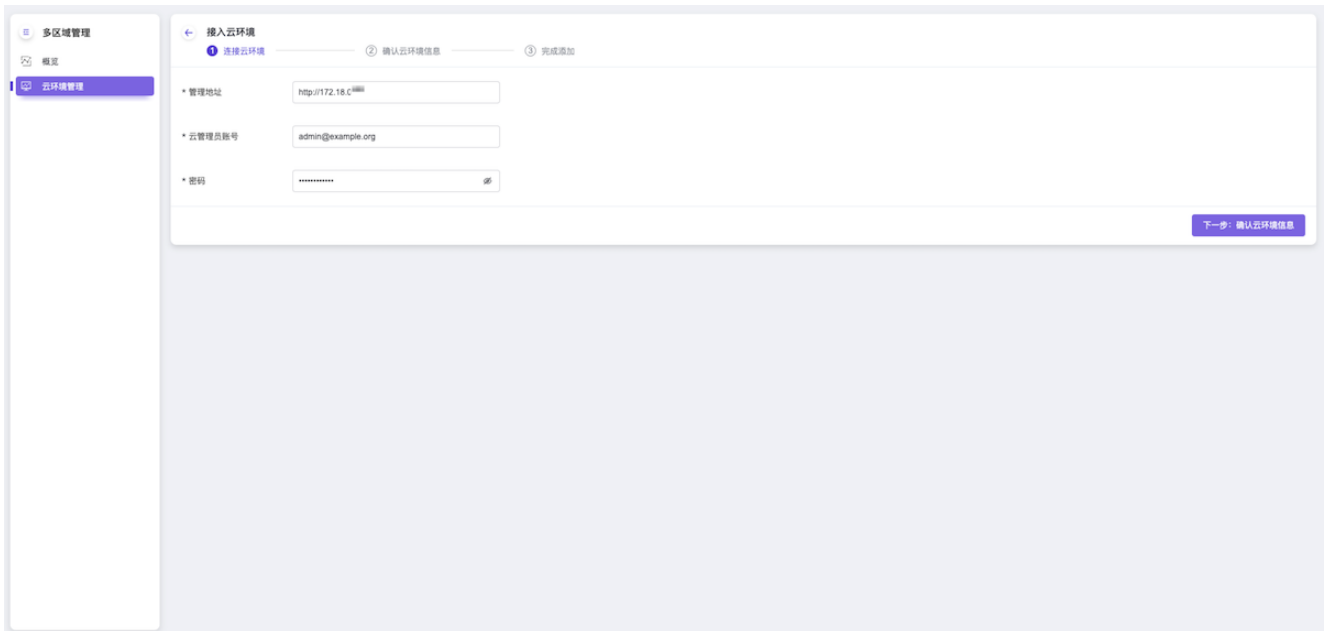 多区域管理
概览
云环境管理
接入云环境
1 连接云环境
2 确认云环境信息
3 完成添加
* 管理地址
http://172.18.
* 云管理员账号
admin@example.org
* 密码
••••••••••••
下一步：确认云环境信息